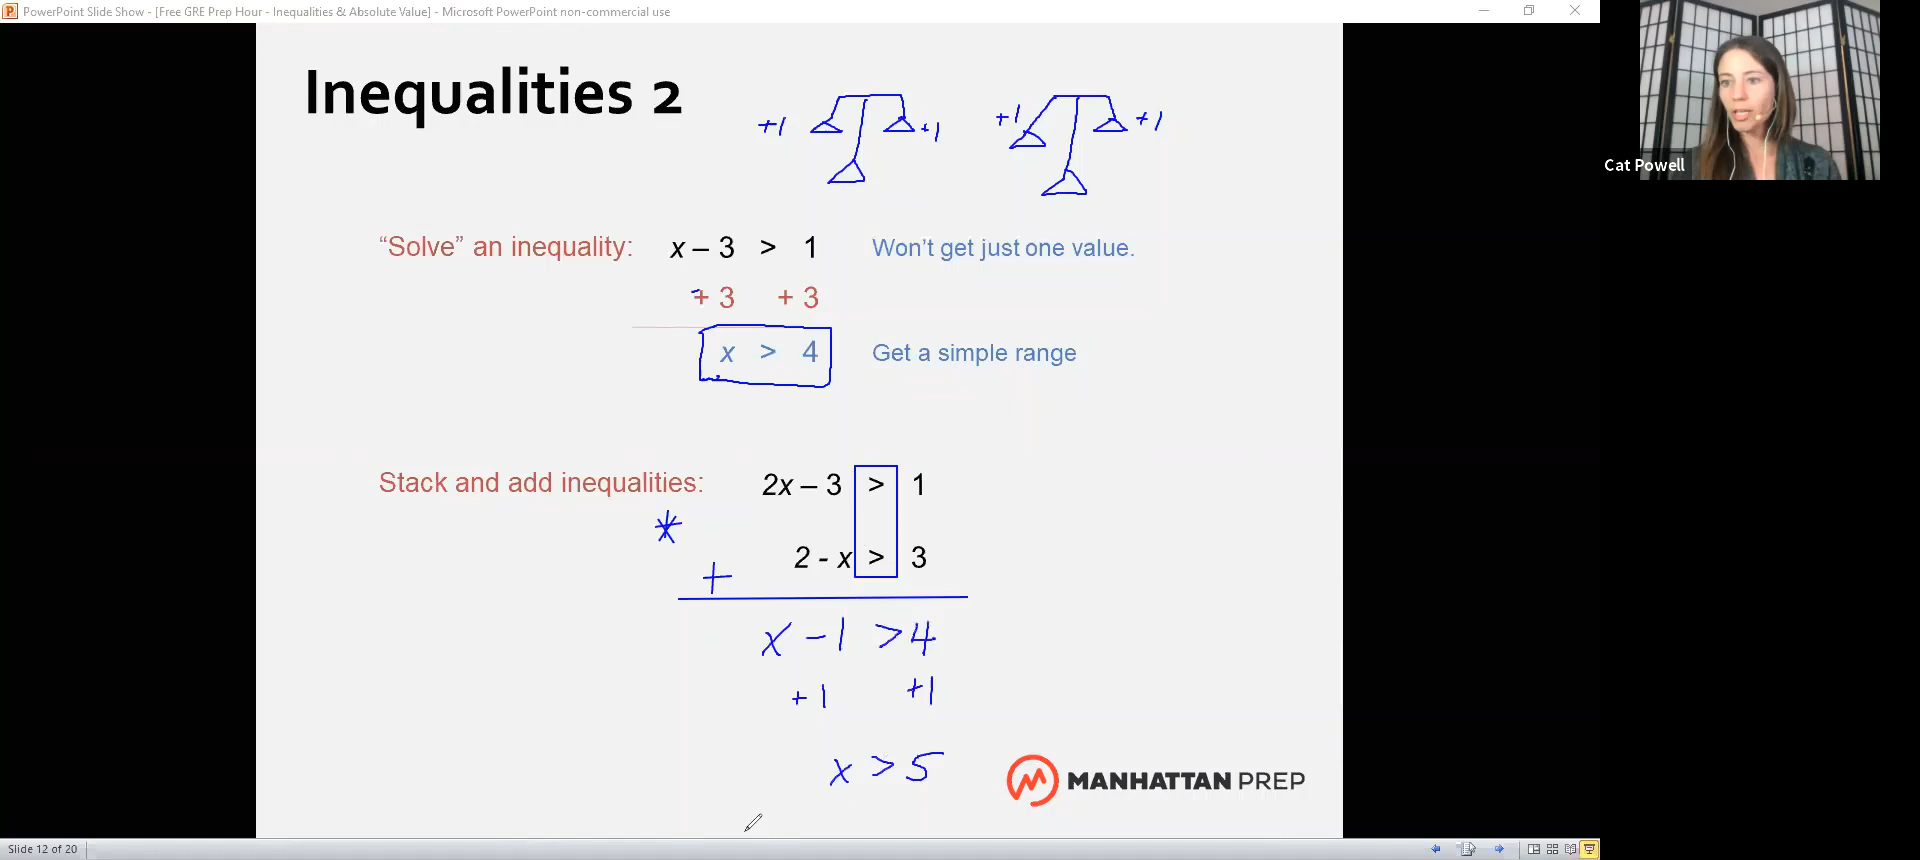 PowerPoint Slide Show - [Free GRE Prep Hour - Inequalities & Absolute Value] - Microsoft PowerPoint non-commercial use
Inequalities 2
+1 +1 +1 +1
Cat Powell
“Solve” an inequality: x – 3 > 1 Won’t get just one value.
+ 3 + 3
x > 4 Get a simple range
Stack and add inequalities: 2x – 3 > 1
*
2 - x > 3
+
x - 1 > 4
+1 +1
x > 5
MANHATTAN PREP
Slide 12 of 20